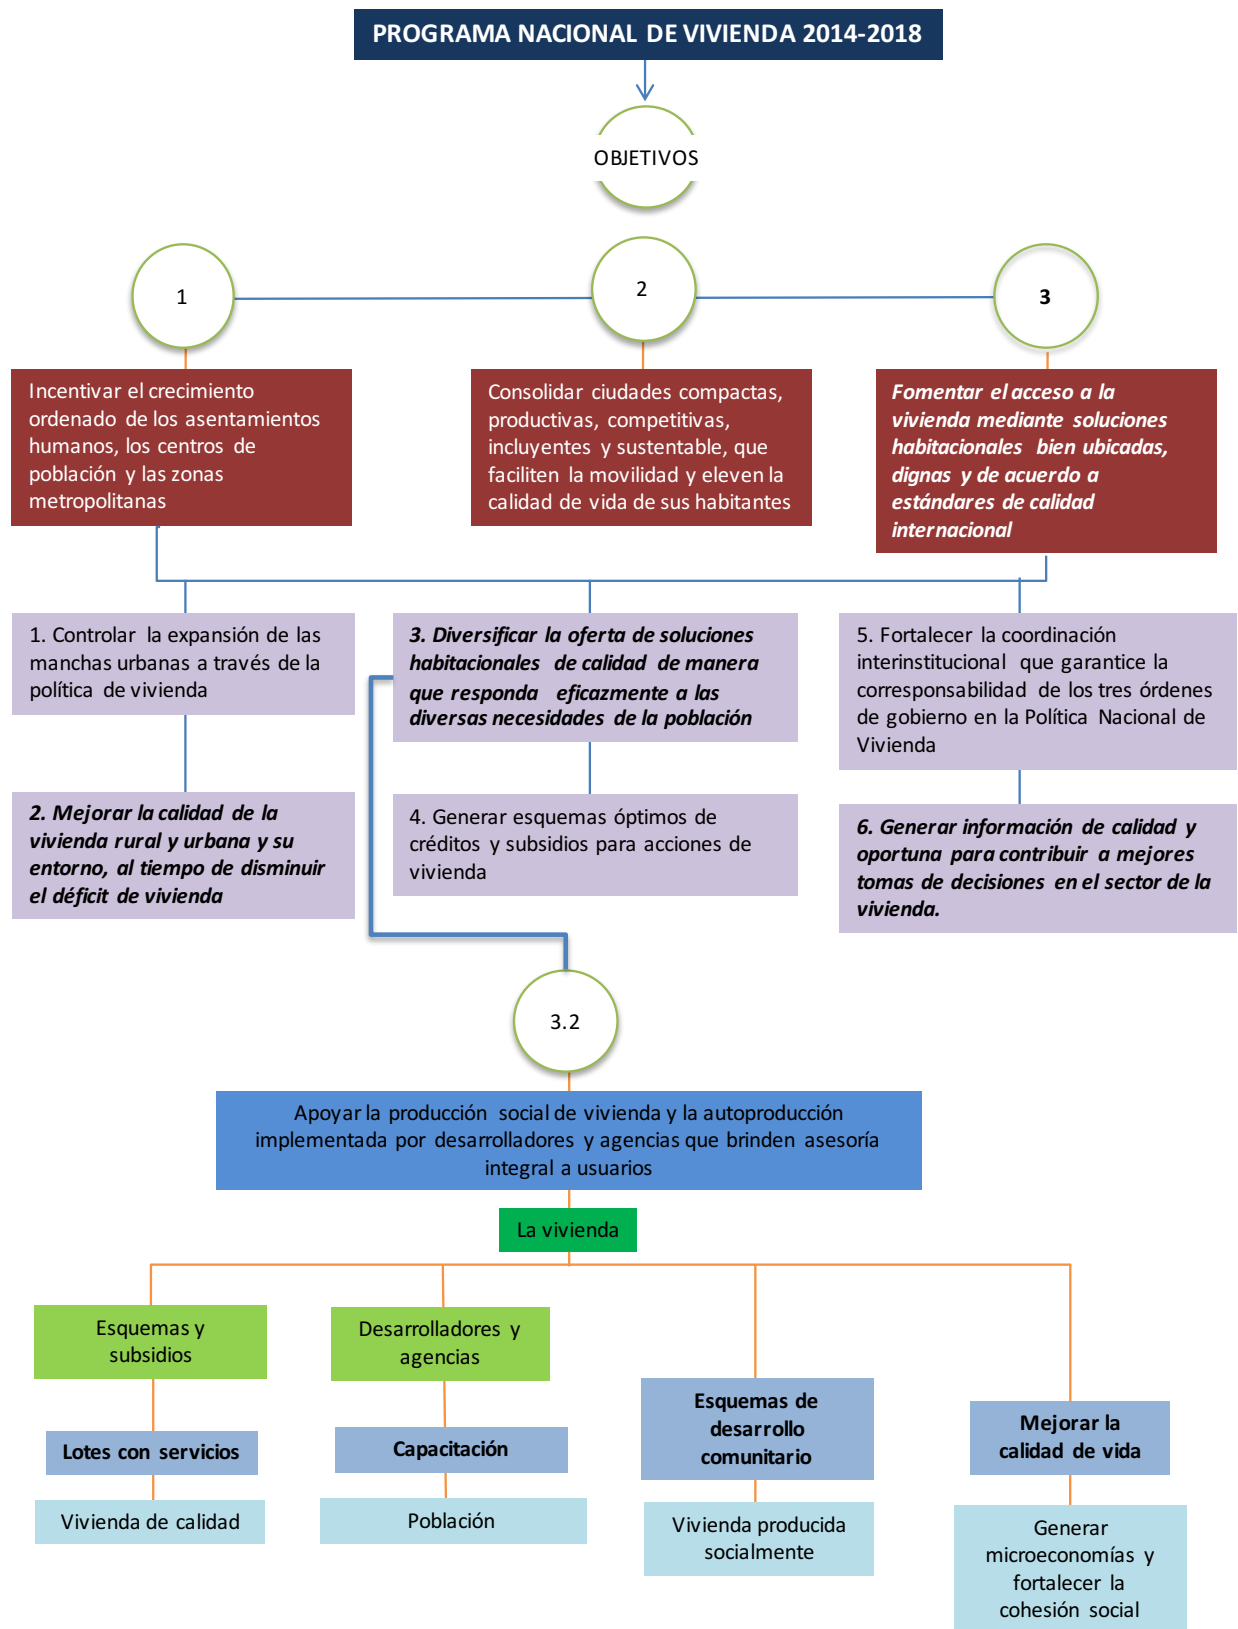 PROGRAMA NACIONAL DE VIVIENDA 2014-2018
OBJETIVOS
1
2
3
Incentivar el crecimiento
ordenado de los asentamientos
humanos, los centros de
población y las zonas
metropolitanas
Consolidar ciudades compactas,
productivas, competitivas,
incluyentes y sustentable, que
faciliten la movilidad y eleven la
calidad de vida de sus habitantes
Fomentar el acceso a la
vivienda mediante soluciones
habitacionales bien ubicadas,
dignas y de acuerdo a
estándares de calidad
internacional
1. Controlar la expansión de las
manchas urbanas a través de la
política de vivienda
3. Diversificar la oferta de soluciones
habitacionales de calidad de manera
que responda eficazmente a las
diversas necesidades de la población
5. Fortalecer la coordinación
interinstitucional que garantice la
corresponsabilidad de los tres órdenes
de gobierno en la Política Nacional de
Vivienda
2. Mejorar la calidad de la
vivienda rural y urbana y su
entorno, al tiempo de disminuir
el déficit de vivienda
4. Generar esquemas óptimos de
créditos y subsidios para acciones de
vivienda
6. Generar información de calidad y
oportuna para contribuir a mejores
tomas de decisiones en el sector de la
vivienda.
3.2
Apoyar la producción social de vivienda y la autoproducción
implementada por desarrolladores y agencias que brinden asesoría
integral a usuarios
La vivienda
Esquemas y
subsidios
Desarrolladores y
agencias
Esquemas de
desarrollo
comunitario
Mejorar la
calidad de vida
Lotes con servicios
Capacitación
Vivienda de calidad
Población
Vivienda producida
socialmente
Generar
microeconomías y
fortalecer la
cohesión social